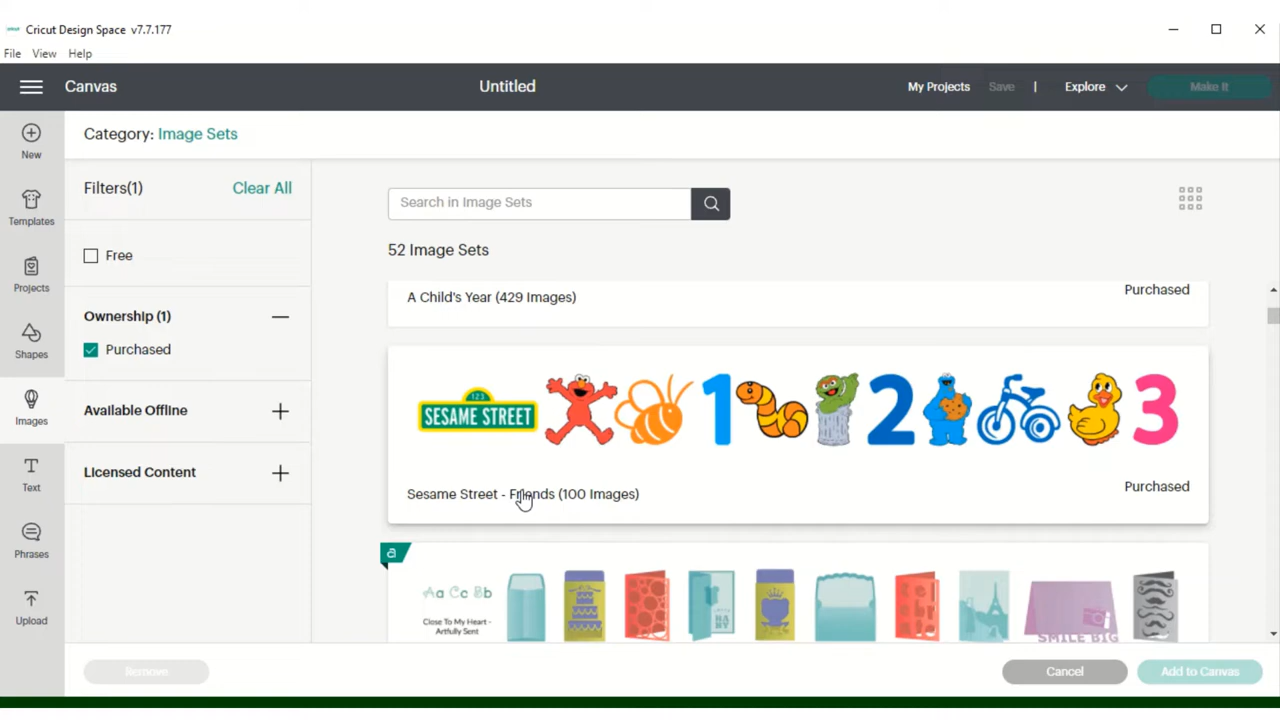 Cricut Design Space v7.7.177
File View Help
Canvas Untitled My Projects Save | Explore Make It
New
Templates
Projects
Shapes
Images
Text
Phrases
Upload
Category: Image Sets
Filters(1) Clear All
Free
Ownership (1)
Purchased
Available Offline
Licensed Content
Search in Image Sets
52 Image Sets
A Child's Year (429 Images) Purchased
123
SESAME STREET 1 2 3
Sesame Street - Friends (100 Images) Purchased
a
Aa Cc Bb
Close To My Heart -
Artfully Sent
SMILE BIG
Remove Cancel Add to Canvas